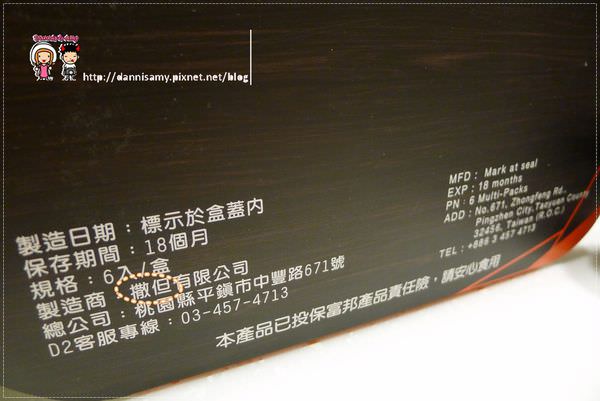 http://dannisamy.pixnet.net/blog
製造日期：標示於盒蓋內
保存期間：18個月
規格：6入／盒
製造商：撒但有限公司
總公司：桃園縣平鎮市中豐路671號
D2客服專線：03-457-4713
本產品已投保富邦產品責任險，請安心食用
MFD : Mark at seal
EXP : 18 months
PN : 6 Multi-Packs
ADD : No.671, Zhongfeng Rd.,
Pingzhen City, Taoyuan County
32456, Taiwan (R.O.C.)
TEL : +886 3 457 4713